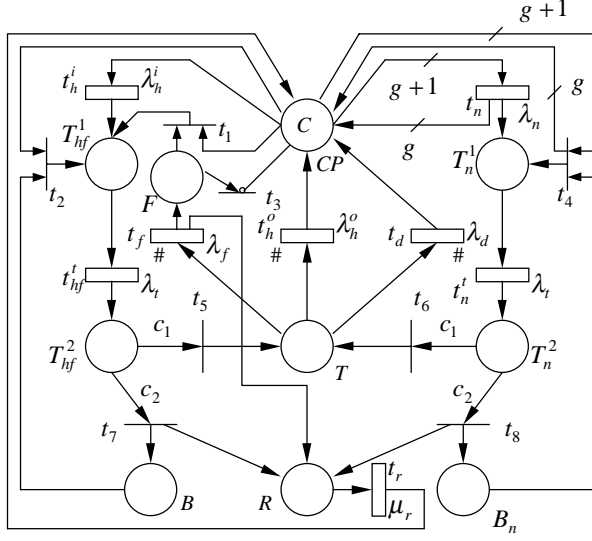 g + 1
t_h^i λ_h^i
g + 1
g
t_n λ_n
C
g
T_hf^1
t_1
CP
T_n^1
t_2
F
t_3
t_4
t_f λ_f
t_h^o λ_h^o
t_d λ_d
# # #
t_hf^t λ_t
t_5
t_6
t_n^t λ_t
T_hf^2
c_1
T
c_1
T_n^2
c_2
c_2
t_7
t_8
B
R
t_r
μ_r
B_n